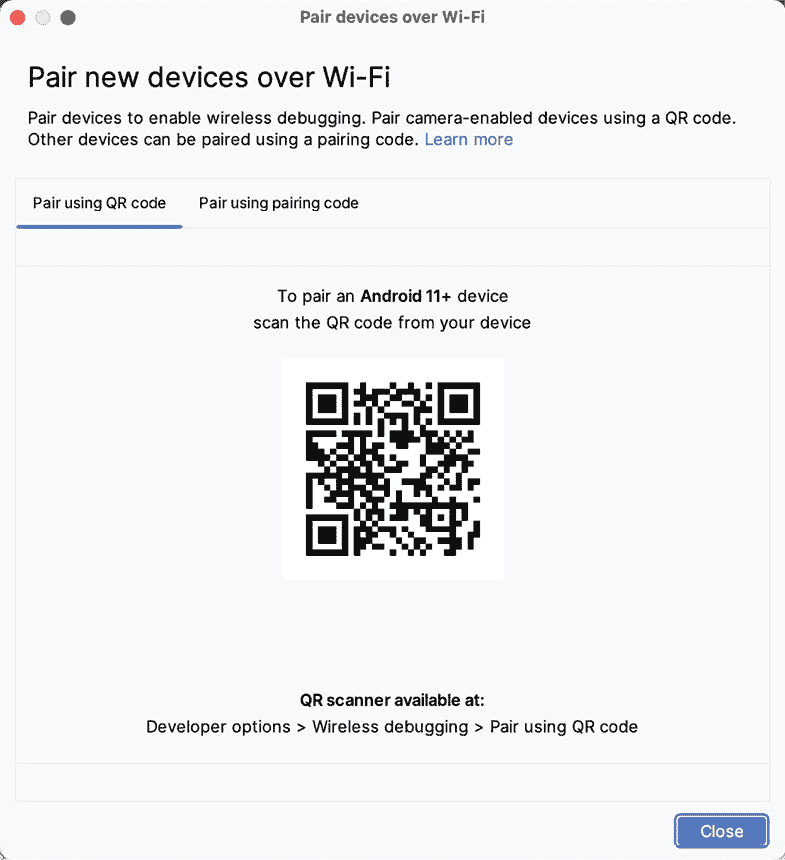 Pair devices over Wi-Fi
Pair new devices over Wi-Fi
Pair devices to enable wireless debugging. Pair camera-enabled devices using a QR code.
Other devices can be paired using a pairing code. Learn more
Pair using QR code
Pair using pairing code
To pair an Android 11+ device
scan the QR code from your device
QR scanner available at:
Developer options > Wireless debugging > Pair using QR code
Close